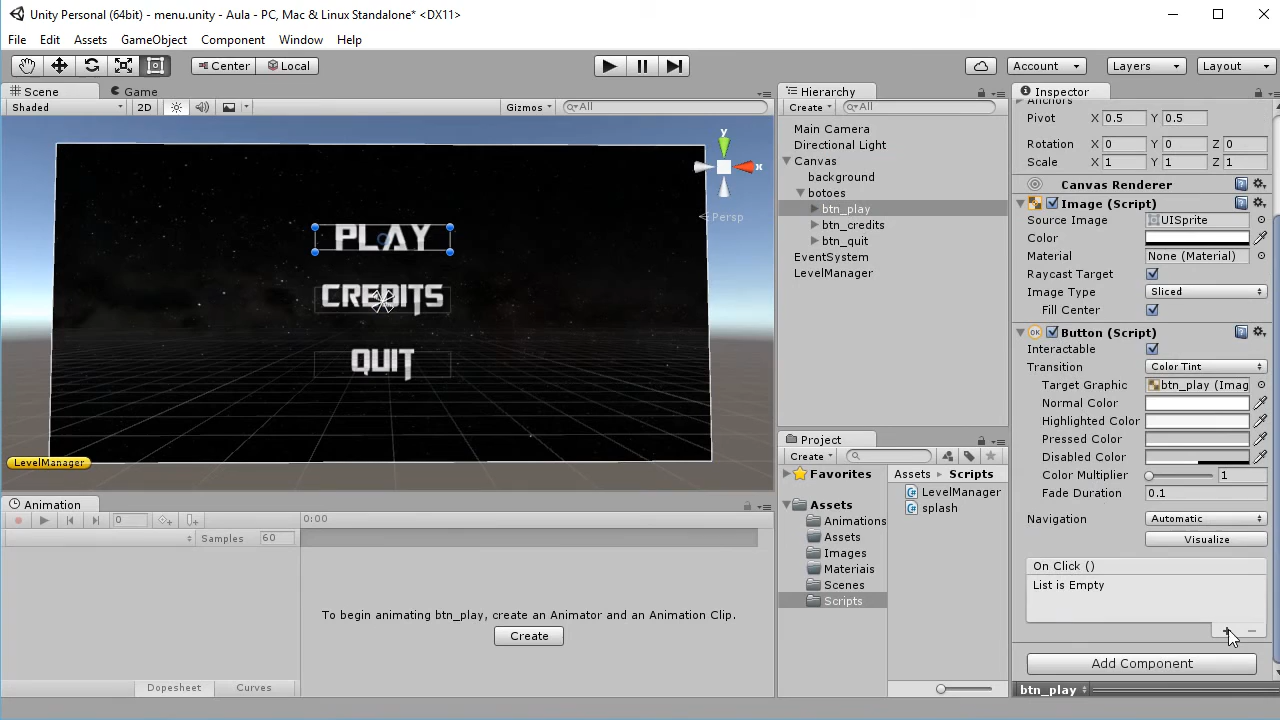 Unity Personal (64bit) - menu.unity - Aula - PC, Mac & Linux Standalone* <DX11>
File Edit Assets GameObject Component Window Help
Center Local Account Layers Layout
Scene Game
Shaded 2D Gizmos All
y
x
Persp
PLAY
CREDITS
QUIT
LevelManager
Hierarchy
Create All
Main Camera
Directional Light
Canvas
background
botoes
btn_play
btn_credits
btn_quit
EventSystem
LevelManager
Project
Create
Favorites
Assets
Animations
Assets
Images
Materiais
Scenes
Scripts
Assets Scripts
LevelManager
splash
Animation
0 0:00
Samples 60
To begin animating btn_play, create an Animator and an Animation Clip.
Create
Dopesheet Curves
Inspector
Anchors
Pivot X 0.5 Y 0.5
Rotation X 0 Y 0 Z 0
Scale X 1 Y 1 Z 1
Canvas Renderer
Image (Script)
Source Image UISprite
Color
Material None (Material)
Raycast Target
Image Type Sliced
Fill Center
OK Button (Script)
Interactable
Transition Color Tint
Target Graphic btn_play (Imag
Normal Color
Highlighted Color
Pressed Color
Disabled Color
Color Multiplier 1
Fade Duration 0.1
Navigation Automatic
Visualize
On Click ()
List is Empty
Add Component
btn_play